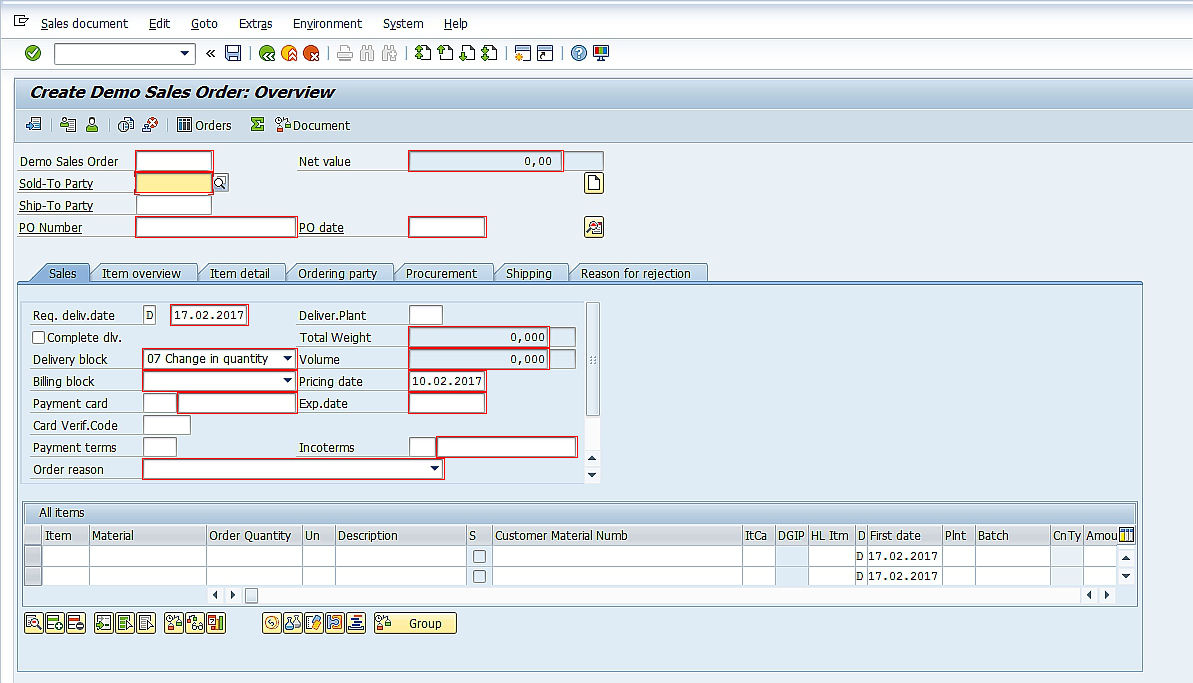 Sales document Edit Goto Extras Environment System Help
Create Demo Sales Order: Overview
Orders Document
Demo Sales Order Net value 0,00
Sold-To Party
Ship-To Party
PO Number PO date
Sales Item overview Item detail Ordering party Procurement Shipping Reason for rejection
Req. deliv.date D 17.02.2017 Deliver.Plant
Complete dlv. Total Weight 0,000
Delivery block 07 Change in quantity Volume 0,000
Billing block Pricing date 10.02.2017
Payment card Exp.date
Card Verif.Code
Payment terms Incoterms
Order reason
All items
Item Material Order Quantity Un Description S Customer Material Numb ItCa DGIP HL Itm D First date Plnt Batch CnTy Amou
D 17.02.2017
D 17.02.2017
Group